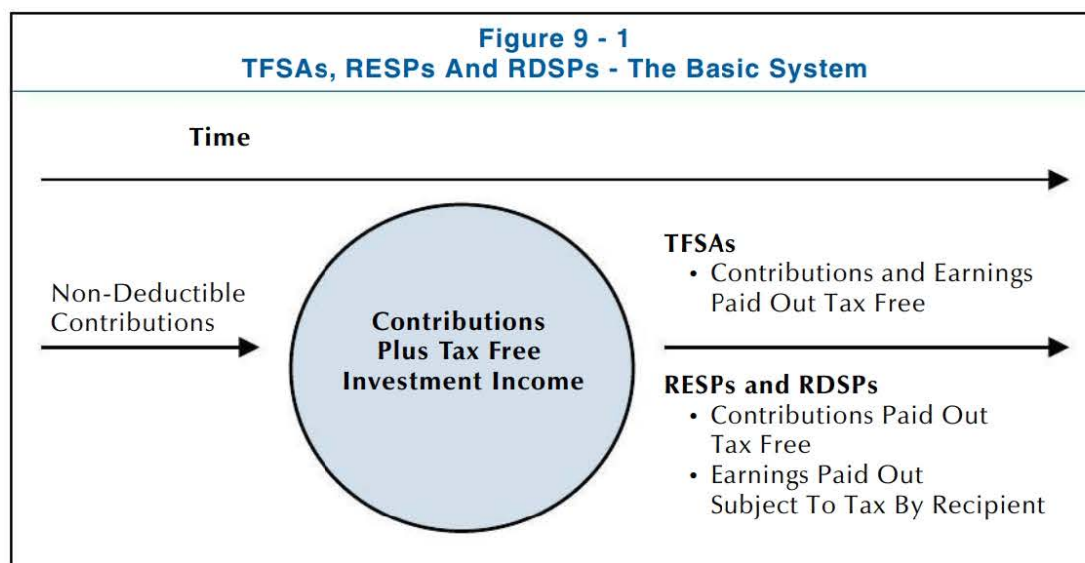 Figure 9 - 1
TFSAs, RESPs And RDSPs - The Basic System
Time
Non-Deductible
Contributions
Contributions
Plus Tax Free
Investment Income
TFSAs
• Contributions and Earnings
Paid Out Tax Free
RESPs and RDSPs
• Contributions Paid Out
Tax Free
• Earnings Paid Out
Subject To Tax By Recipient